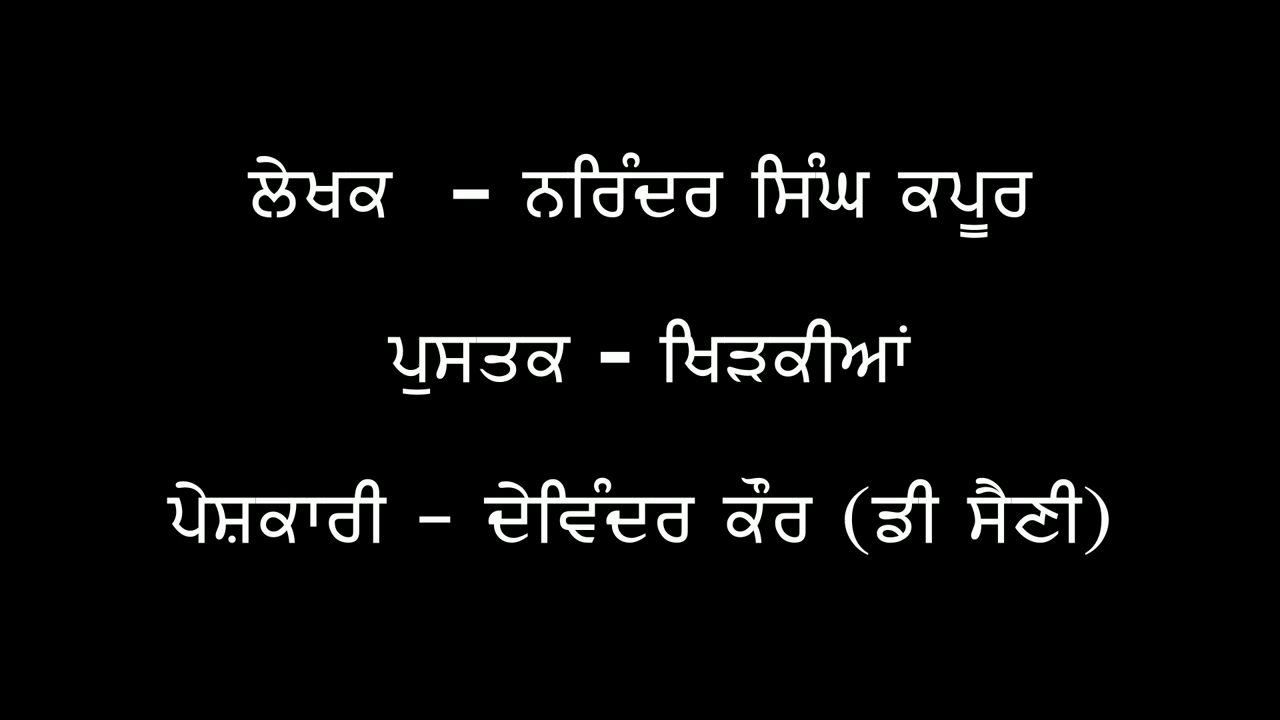 ਲੇਖਕ – ਨਰਿੰਦਰ ਸਿੰਘ ਕਪੂਰ
ਪੁਸਤਕ – ਖਿੜਕੀਆਂ
ਪੇਸ਼ਕਾਰੀ – ਦੇਵਿੰਦਰ ਕੌਰ (ਡੀ ਸੈਣੀ)